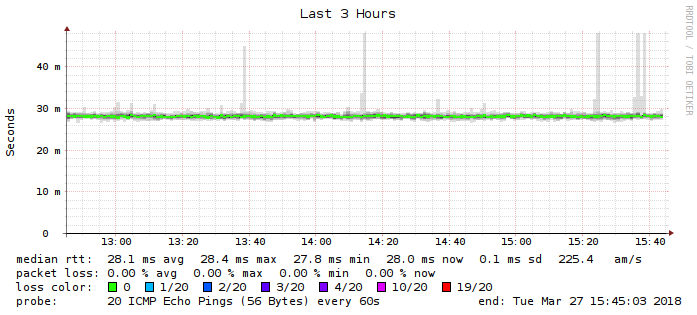 Last 3 Hours
RRDTOOL / TOBI OETIKER
Seconds
40 m
30 m
20 m
10 m
0
13:00 13:20 13:40 14:00 14:20 14:40 15:00 15:20 15:40
median rtt: 28.1 ms avg 28.4 ms max 27.8 ms min 28.0 ms now 0.1 ms sd 225.4 am/s
packet loss: 0.00 % avg 0.00 % max 0.00 % min 0.00 % now
loss color: 0 1/20 2/20 3/20 4/20 10/20 19/20
probe: 20 ICMP Echo Pings (56 Bytes) every 60s end: Tue Mar 27 15:45:03 2018